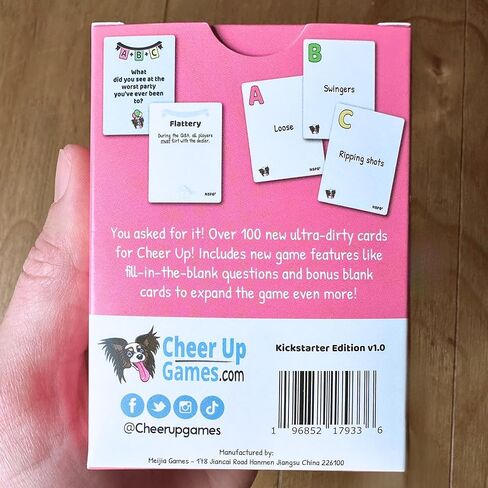 A+B+C
What
did you see at the
worst party
you've ever been
to?
Flattery
During the Q&A, all players
must flirt with the dealer.
NSFG
A
Loose
B
Swingers
C
Ripping shots
NSFG
You asked for it! Over 100 new ultra-dirty cards
for Cheer Up! Includes new game features like
fill-in-the-blank questions and bonus blank
cards to expand the game even more!
Cheer Up
Games.com
Kickstarter Edition v1.0
@Cheerupgames
1 96852 17933 6
Manufactured by:
Meijia Games - 178 Jiancai Road Hanmen Jiangsu China 226100